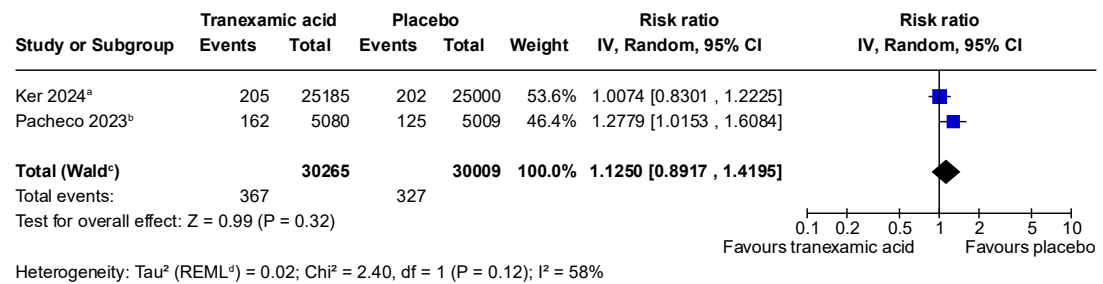 Tranexamic acid Placebo Risk ratio Risk ratio
Study or Subgroup Events Total Events Total Weight IV, Random, 95% CI IV, Random, 95% CI
Ker 2024ᵃ 205 25185 202 25000 53.6% 1.0074 [0.8301 , 1.2225]
Pacheco 2023ᵇ 162 5080 125 5009 46.4% 1.2779 [1.0153 , 1.6084]
Total (Waldᶜ) 30265 30009 100.0% 1.1250 [0.8917 , 1.4195]
Total events: 367 327
Test for overall effect: Z = 0.99 (P = 0.32)
0.1 0.2 0.5 1 2 5 10
Favours tranexamic acid Favours placebo
Heterogeneity: Tau² (REMLᵈ) = 0.02; Chi² = 2.40, df = 1 (P = 0.12); I² = 58%